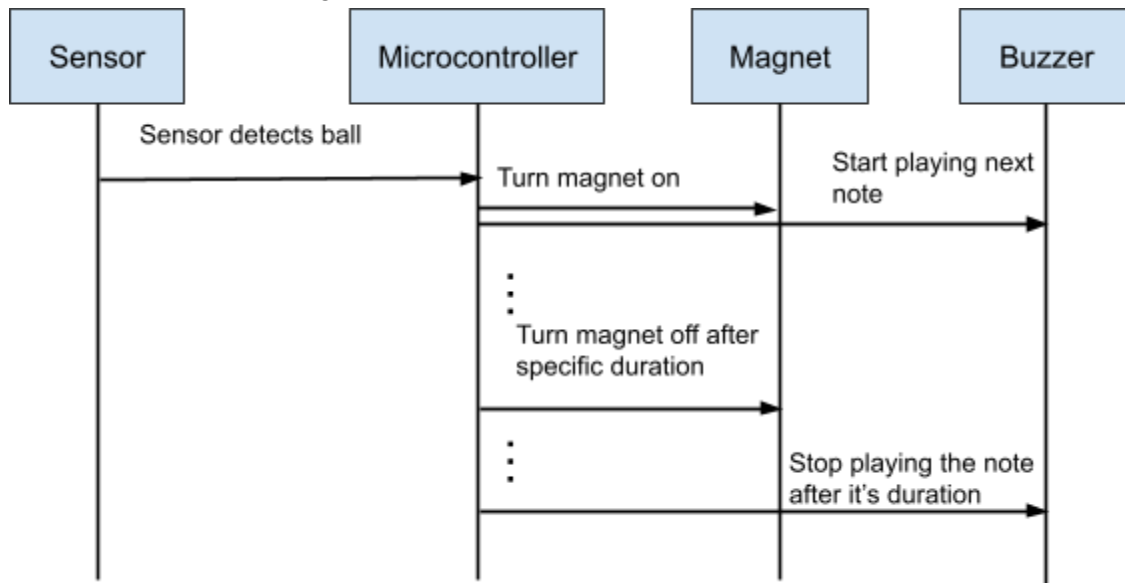 Sensor
Microcontroller
Magnet
Buzzer
Sensor detects ball
Turn magnet on
Start playing next
note
Turn magnet off after
specific duration
Stop playing the note
after it's duration